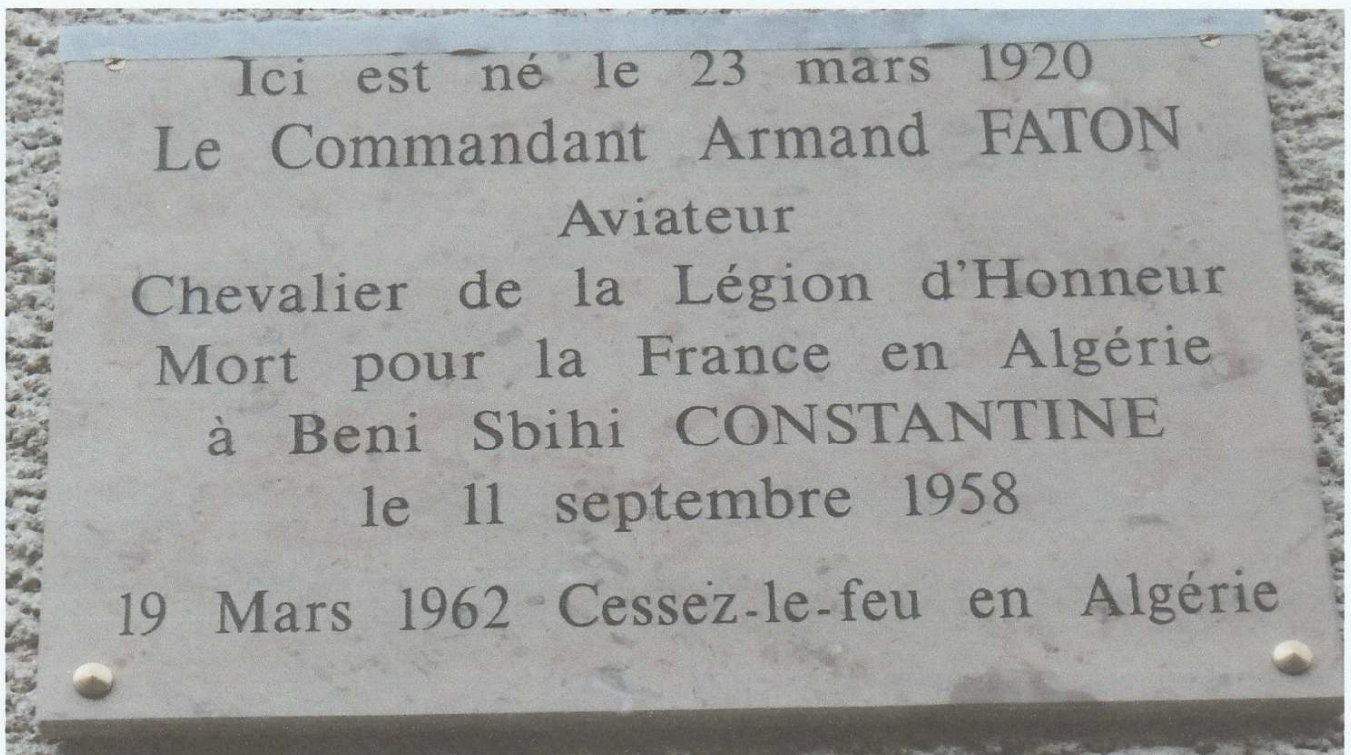 Ici est né le 23 mars 1920
Le Commandant Armand FATON
Aviateur
Chevalier de la Légion d'Honneur
Mort pour la France en Algérie
à Beni Sbihi CONSTANTINE
le 11 septembre 1958
19 Mars 1962 Cessez-le-feu en Algérie